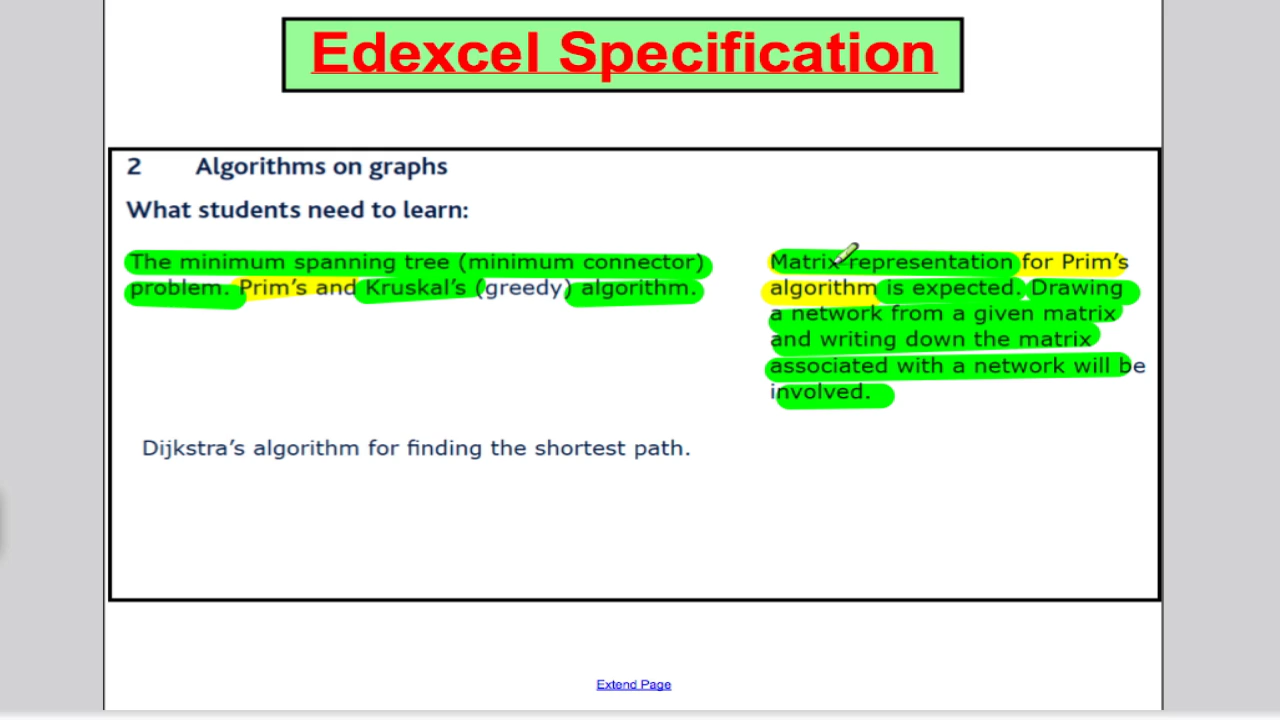 Edexcel Specification
2 Algorithms on graphs
What students need to learn:
The minimum spanning tree (minimum connector)
problem. Prim’s and Kruskal’s (greedy) algorithm.
Matrix representation for Prim’s
algorithm is expected. Drawing
a network from a given matrix
and writing down the matrix
associated with a network will be
involved.
Dijkstra’s algorithm for finding the shortest path.
Extend Page